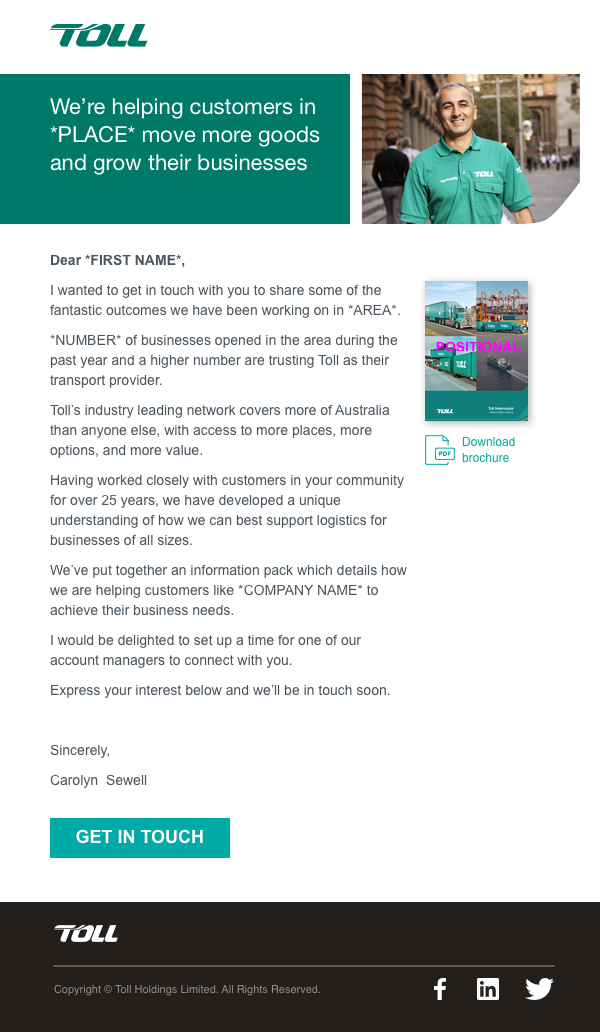 TOLL
We're helping customers in
*PLACE* move more goods
and grow their businesses
TOLL
Dear *FIRST NAME*,
I wanted to get in touch with you to share some of the
fantastic outcomes we have been working on in *AREA*.
*NUMBER* of businesses opened in the area during the
past year and a higher number are trusting Toll as their
transport provider.
Toll's industry leading network covers more of Australia
than anyone else, with access to more places, more
options, and more value.
Having worked closely with customers in your community
for over 25 years, we have developed a unique
understanding of how we can best support logistics for
businesses of all sizes.
We've put together an information pack which details how
we are helping customers like *COMPANY NAME* to
achieve their business needs.
I would be delighted to set up a time for one of our
account managers to connect with you.
Express your interest below and we'll be in touch soon.
Sincerely,
Carolyn  Sewell
GET IN TOUCH
POSITIONAL
TOLL
Toll Intermodal
PDF
Download
brochure
TOLL
Copyright © Toll Holdings Limited. All Rights Reserved.